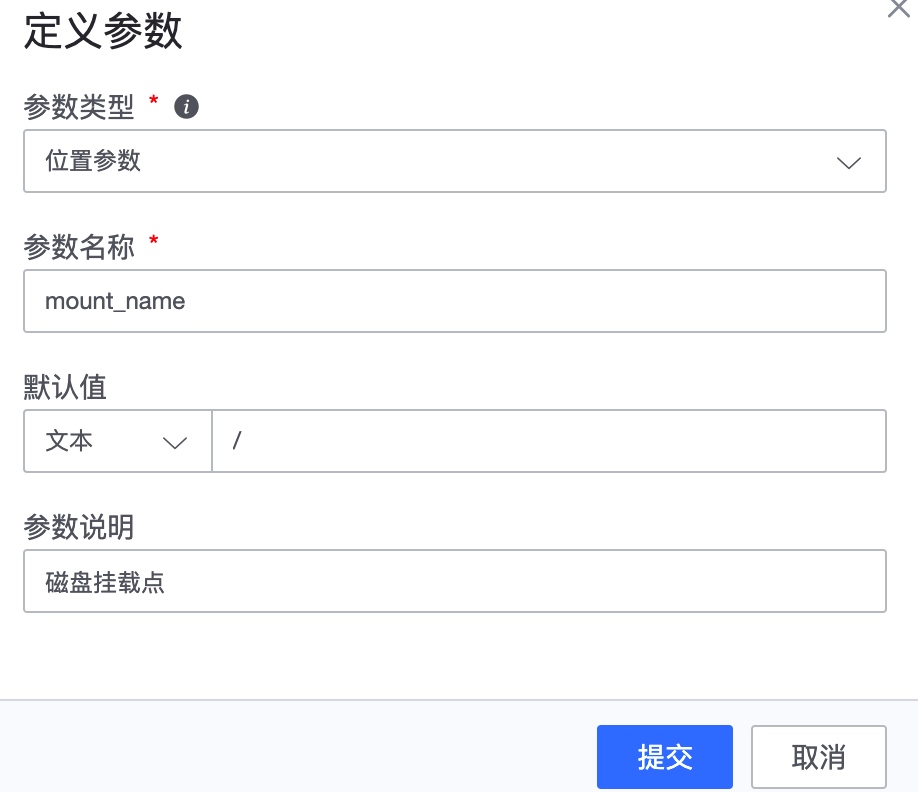 定义参数
参数类型 *
位置参数
参数名称 *
mount_name
默认值
文本 /
参数说明
磁盘挂载点
提交 取消